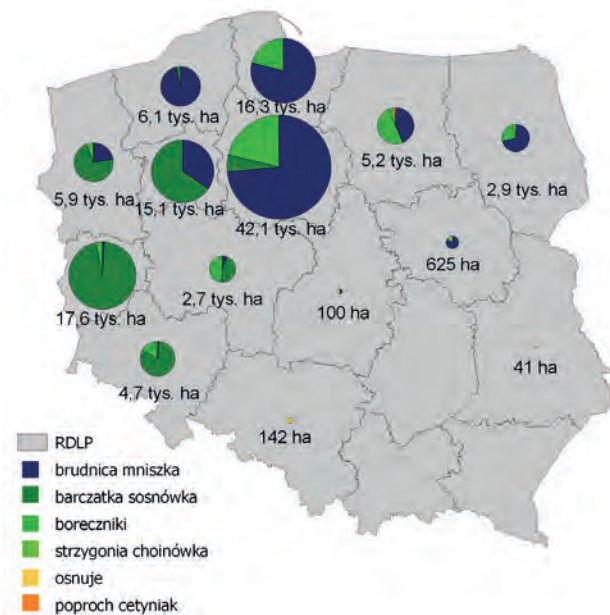 6,1 tys. ha
16,3 tys. ha
5,2 tys. ha
2,9 tys. ha
5,9 tys. ha
15,1 tys. ha
42,1 tys. ha
625 ha
17,6 tys. ha
2,7 tys. ha
100 ha
41 ha
4,7 tys. ha
142 ha
RDLP
brudnica mniszka
barczatka sosnówka
boreczniki
strzygonia choinówka
osnuje
poproch cetyniak